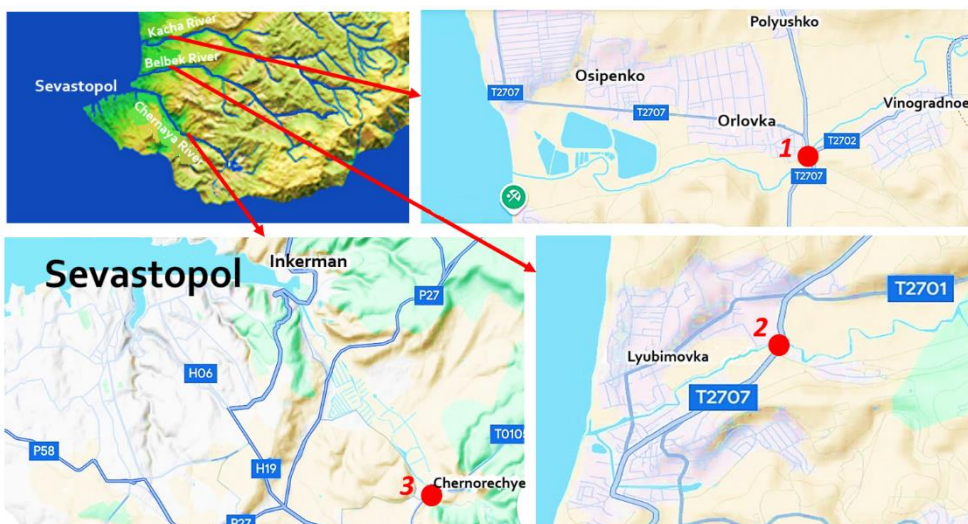 Kacha River
Belbek River
Sevastopol
Chernaya River
Polyushko
Osipenko
T2707
T2707
Orlovka
Vinogradnoe
T2702
1
T2707
Sevastopol
Inkerman
P27
H06
P58
H19
T0105
3
Chernorechye
P27
T2701
2
Lyubimovka
T2707